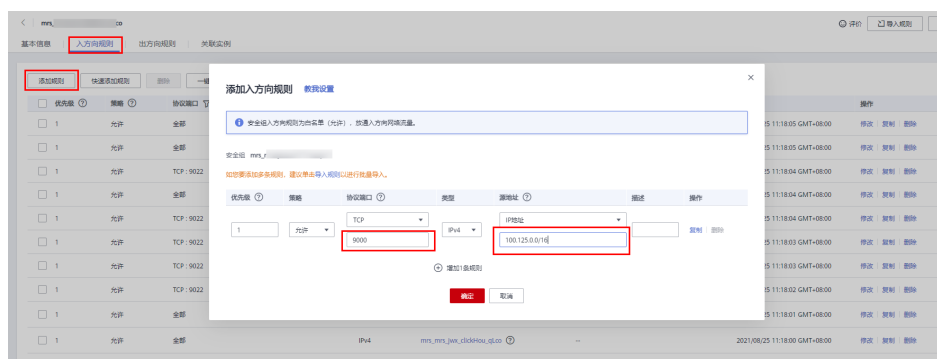 mrs_
co
评价
导入规则
基本信息
入方向规则
出方向规则
关联实例
添加规则
快速添加规则
删除
优先级
策略
协议端口
操作
1 允许 全部 25 11:18:05 GMT+08:00 修改 复制 删除
1 允许 全部 25 11:18:05 GMT+08:00 修改 复制 删除
1 允许 TCP : 9022 25 11:18:04 GMT+08:00 修改 复制 删除
1 允许 全部 25 11:18:04 GMT+08:00 修改 复制 删除
1 允许 TCP : 9022 25 11:18:04 GMT+08:00 修改 复制 删除
1 允许 TCP : 9022 25 11:18:03 GMT+08:00 修改 复制 删除
1 允许 TCP : 9022 25 11:18:03 GMT+08:00 修改 复制 删除
1 允许 TCP : 9022 25 11:18:02 GMT+08:00 修改 复制 删除
1 允许 全部 25 11:18:01 GMT+08:00 修改 复制 删除
1 允许 全部 IPv4 mrs_mrs_jwx_clickHou_qLco -- 2021/08/25 11:18:00 GMT+08:00 修改 复制 删除
添加入方向规则 教我设置
安全组入方向规则为白名单（允许），放通入方向网络流量。
安全组 mrs_r
如您要添加多条规则，建议单击导入规则以进行批量导入。
优先级 策略 协议端口 类型 源地址 描述 操作
1 允许 TCP IPv4 IP地址 复制 删除
9000 100.125.0.0/16
增加1条规则
确定 取消